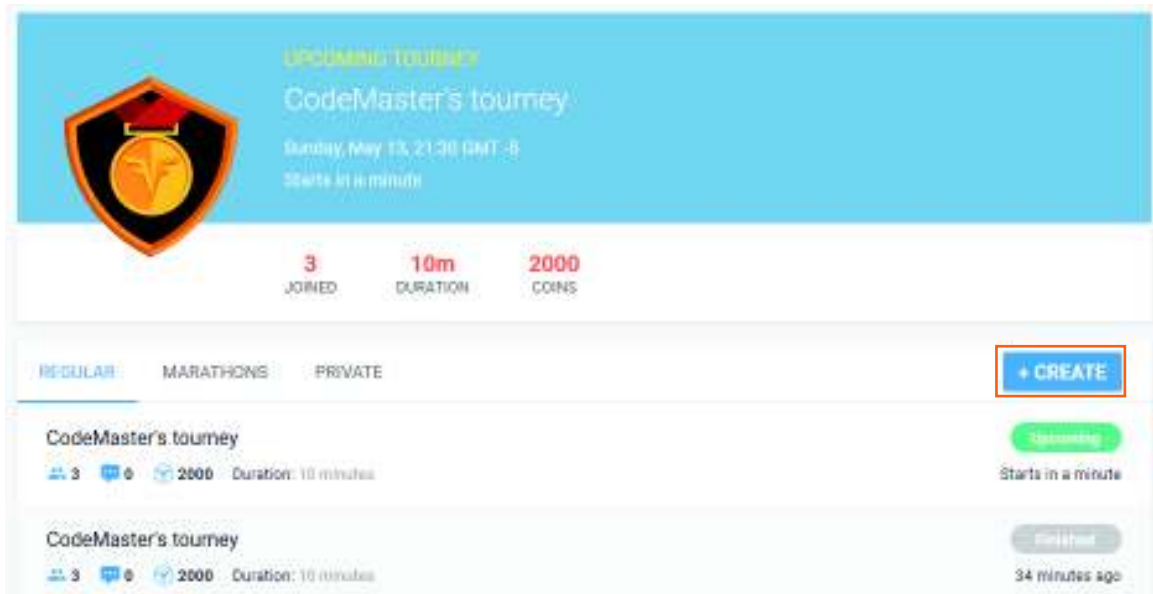 UPCOMING TOURNEY
CodeMaster's tourney
Sunday, May 13, 21:30 GMT -5
Starts in a minute
3 10m 2000
JOINED DURATION COINS
REGULAR MARATHONS PRIVATE + CREATE
CodeMaster's tourney Upcoming
3 0 2000 Duration: 10 minutes Starts in a minute
CodeMaster's tourney Finished
3 0 2000 Duration: 10 minutes 34 minutes ago